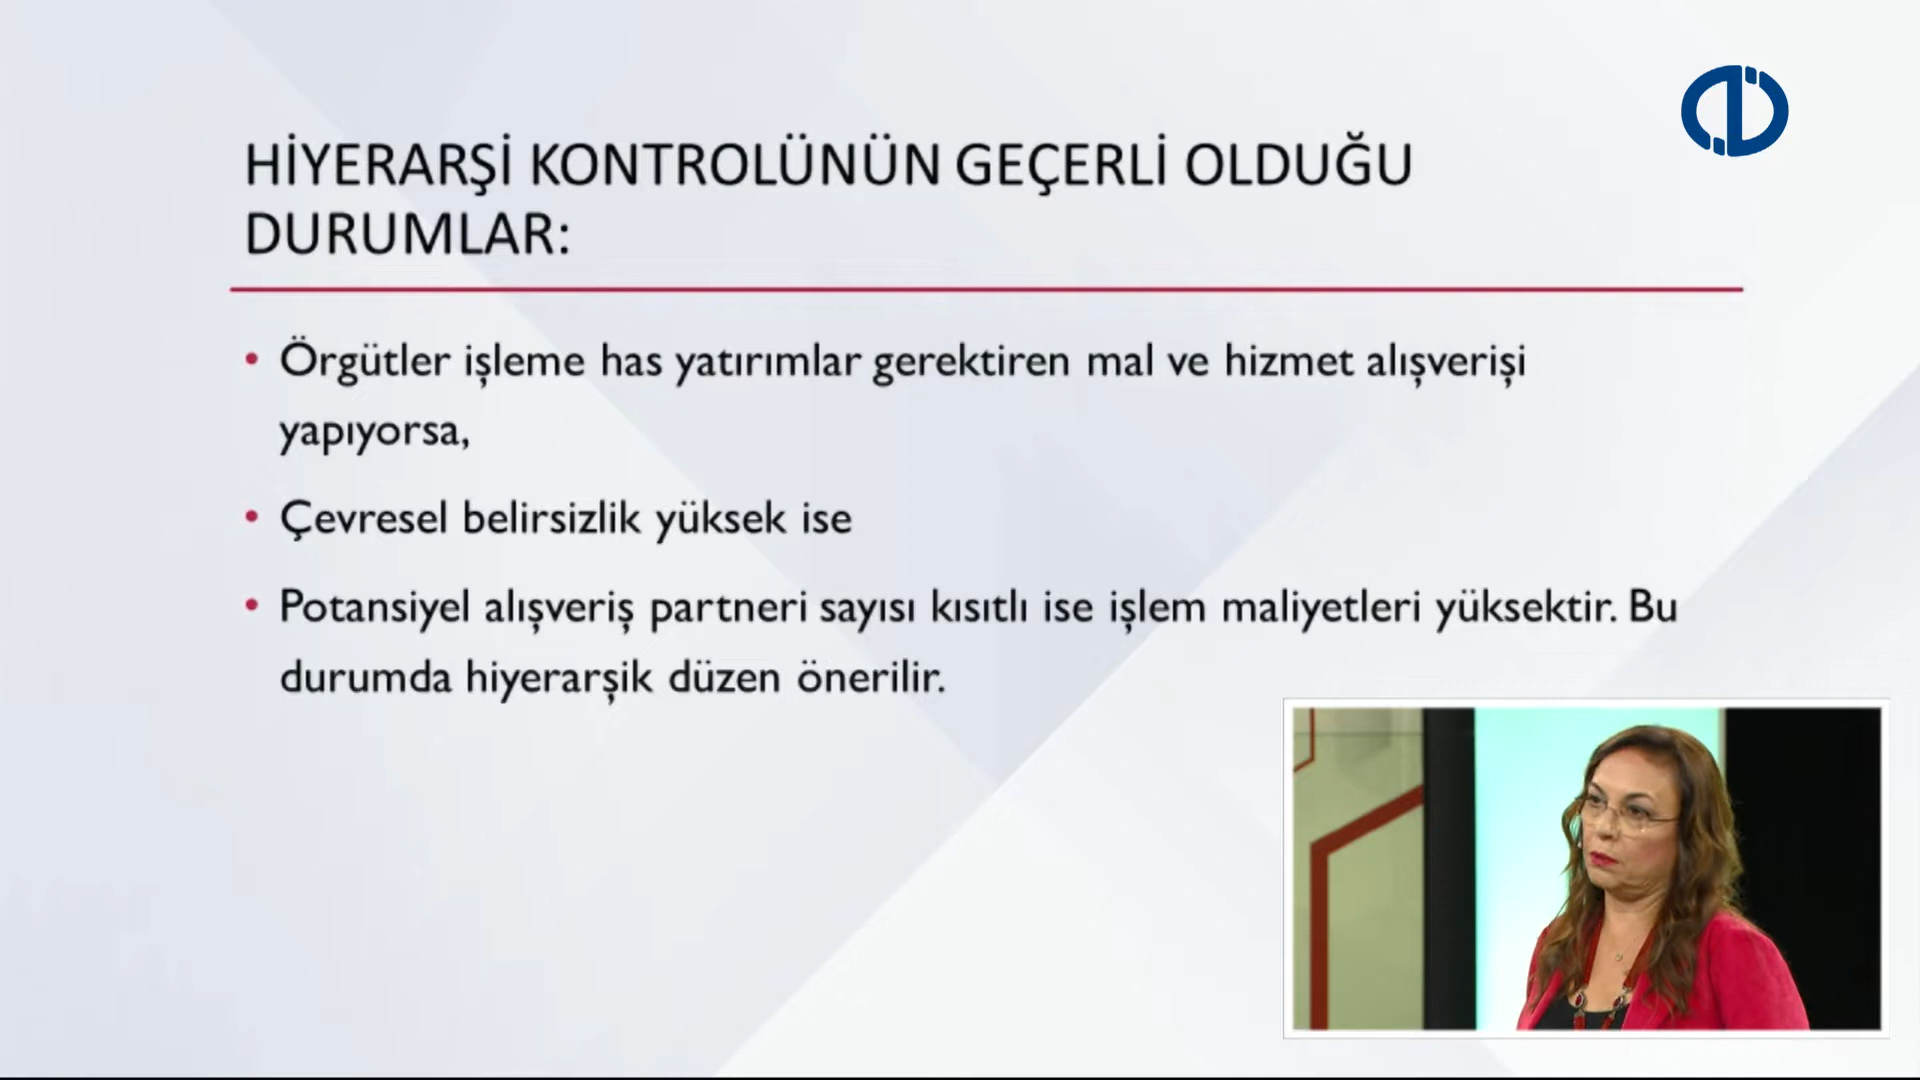 HİYERARŞİ KONTROLÜNÜN GEÇERLİ OLDUĞU
DURUMLAR:
• Örgütler işleme has yatırımlar gerektiren mal ve hizmet alışverişi
yapıyorsa,
• Çevresel belirsizlik yüksek ise
• Potansiyel alışveriş partneri sayısı kısıtlı ise işlem maliyetleri yüksektir. Bu
durumda hiyerarşik düzen önerilir.